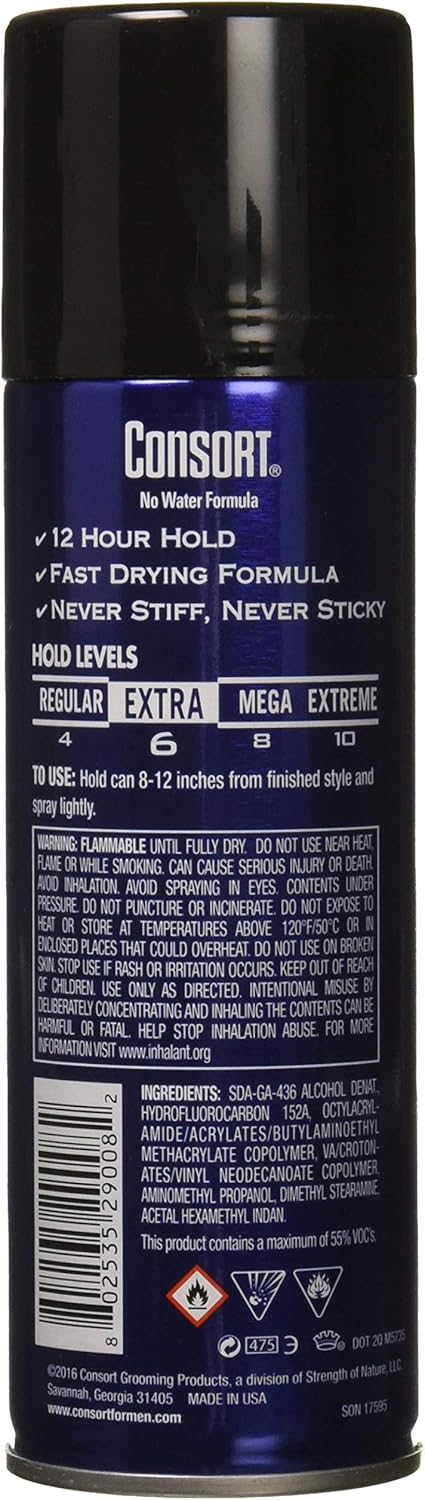 CONSORT®
No Water Formula
✓ 12 HOUR HOLD
✓ FAST DRYING FORMULA
✓ NEVER STIFF, NEVER STICKY
HOLD LEVELS
REGULAR EXTRA MEGA EXTREME
4 6 8 10
TO USE: Hold can 8-12 inches from finished style and
spray lightly.
WARNING: FLAMMABLE UNTIL FULLY DRY. DO NOT USE NEAR HEAT,
FLAME OR WHILE SMOKING. CAN CAUSE SERIOUS INJURY OR DEATH.
AVOID INHALATION. AVOID SPRAYING IN EYES. CONTENTS UNDER
PRESSURE. DO NOT PUNCTURE OR INCINERATE. DO NOT EXPOSE TO
HEAT OR STORE AT TEMPERATURES ABOVE 120°F/50°C OR IN
ENCLOSED PLACES THAT COULD OVERHEAT. DO NOT USE ON BROKEN
SKIN. STOP USE IF RASH OR IRRITATION OCCURS. KEEP OUT OF REACH
OF CHILDREN. USE ONLY AS DIRECTED. INTENTIONAL MISUSE BY
DELIBERATELY CONCENTRATING AND INHALING THE CONTENTS CAN BE
HARMFUL OR FATAL. HELP STOP INHALATION ABUSE. FOR MORE
INFORMATION VISIT www.inhalant.org
INGREDIENTS: SDA-GA-436 ALCOHOL DENAT.,
HYDROFLUOROCARBON 152A, OCTYLACRYL-
AMIDE/ACRYLATES/BUTYLAMINOETHYL
METHACRYLATE COPOLYMER, VA/CROTON-
ATES/VINYL NEODECANOATE COPOLYMER,
AMINOMETHYL PROPANOL, DIMETHYL STEARAMINE,
ACETAL HEXAMETHYL INDAN.
This product contains a maximum of 55% VOC's.
8 02535 29008 2
475 DOT 2Q M5735
©2016 Consort Grooming Products, a division of Strength of Nature, LLC.
Savannah, Georgia 31405 MADE IN USA
www.consortformen.com SON 17595